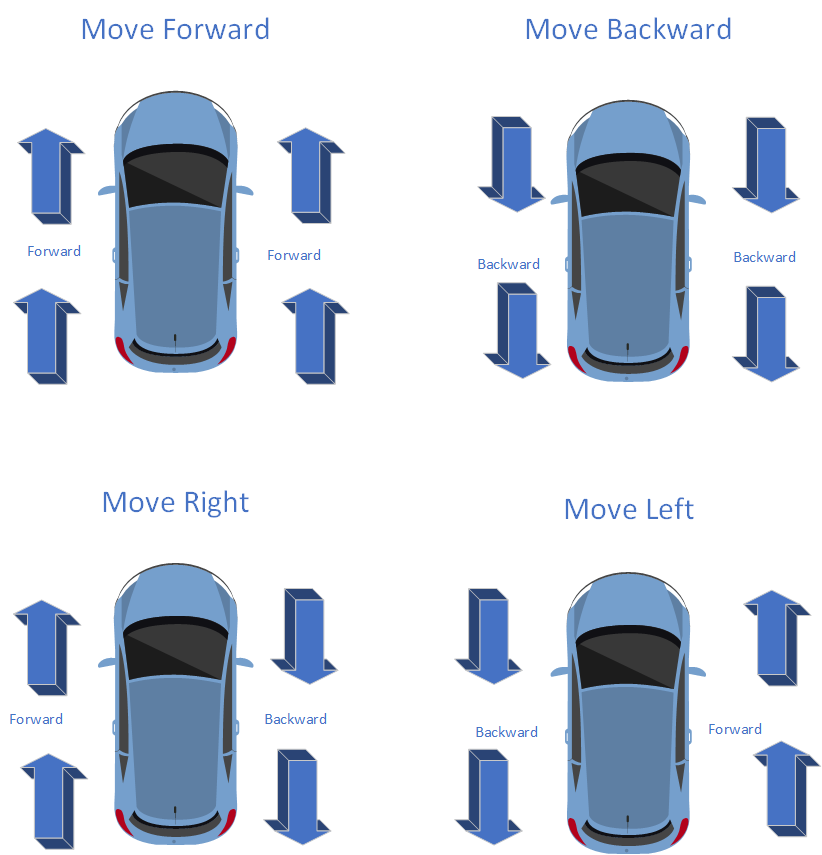 Move Forward
Move Backward
Forward
Forward
Backward
Backward
Move Right
Move Left
Forward
Backward
Backward
Forward